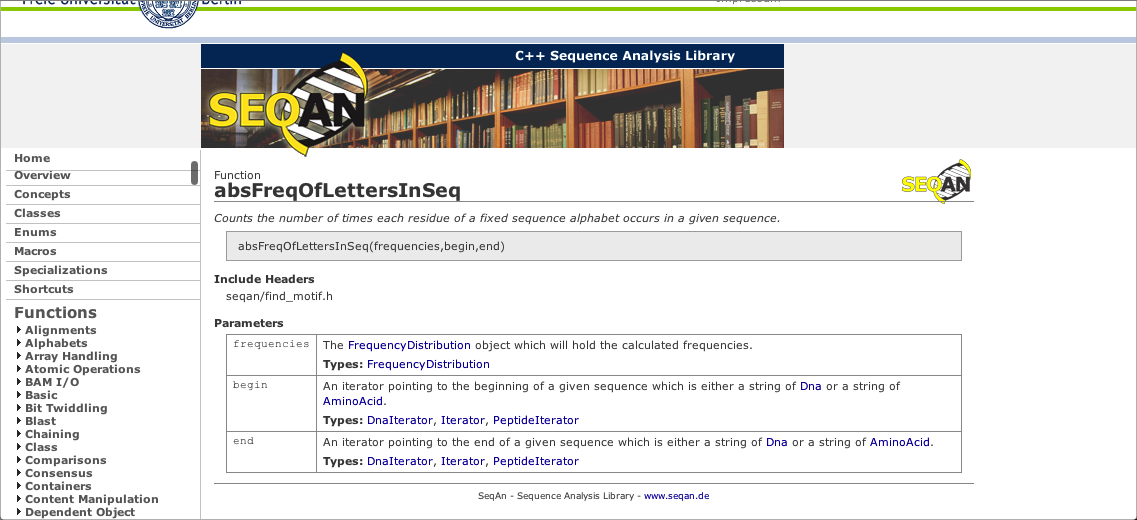 Freie Universität Berlin
Impressum
C++ Sequence Analysis Library
SEQAN
Home
Overview
Concepts
Classes
Enums
Macros
Specializations
Shortcuts
Functions
Alignments
Alphabets
Array Handling
Atomic Operations
BAM I/O
Basic
Bit Twiddling
Blast
Chaining
Class
Comparisons
Consensus
Containers
Content Manipulation
Dependent Object
Function
absFreqOfLettersInSeq
SEQAN
Counts the number of times each residue of a fixed sequence alphabet occurs in a given sequence.
absFreqOfLettersInSeq(frequencies,begin,end)
Include Headers
seqan/find_motif.h
Parameters
frequencies
The FrequencyDistribution object which will hold the calculated frequencies.
Types: FrequencyDistribution
begin
An iterator pointing to the beginning of a given sequence which is either a string of Dna or a string of
AminoAcid.
Types: DnaIterator, Iterator, PeptideIterator
end
An iterator pointing to the end of a given sequence which is either a string of Dna or a string of AminoAcid.
Types: DnaIterator, Iterator, PeptideIterator
SeqAn - Sequence Analysis Library - www.seqan.de